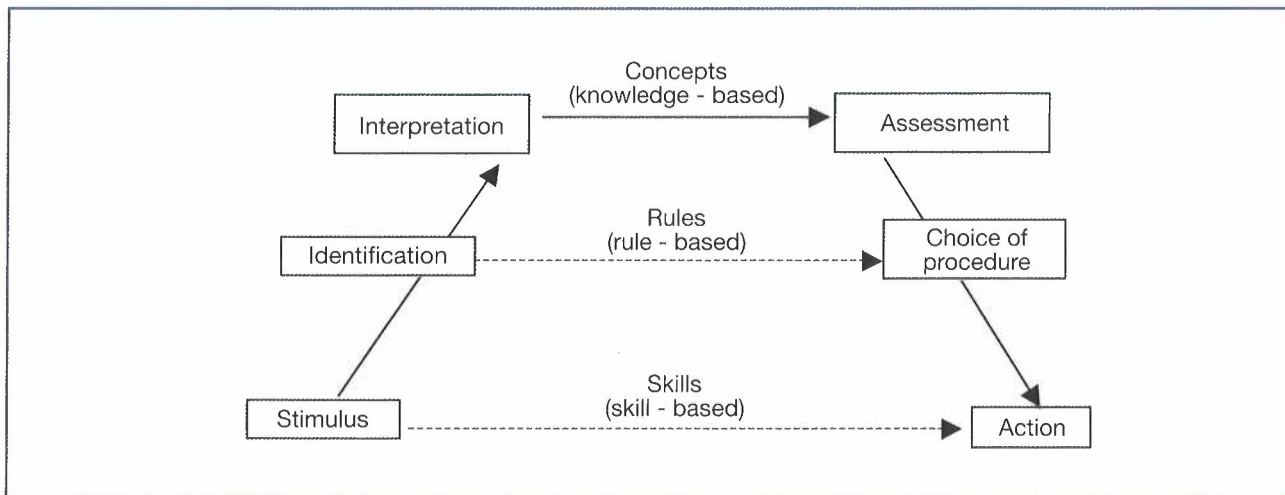 Concepts
(knowledge - based)
Interpretation
Assessment
Rules
(rule - based)
Identification
Choice of
procedure
Skills
(skill - based)
Stimulus
Action